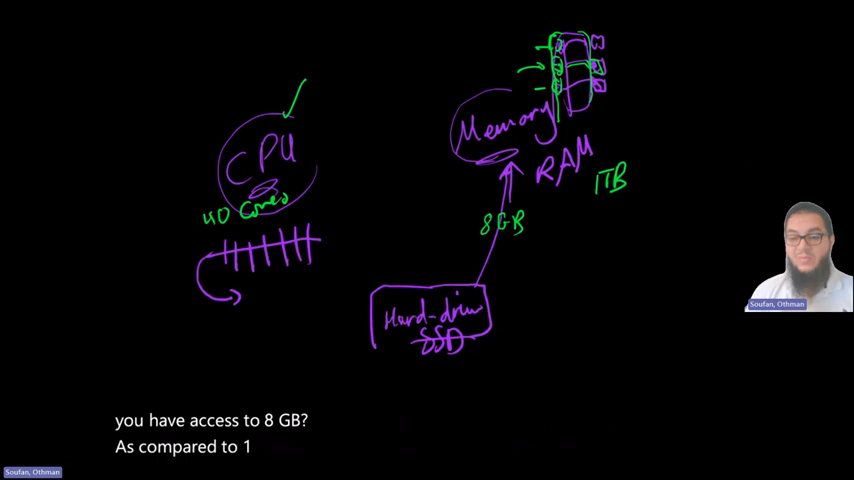 CPU
40 Cores
Memory
RAM
1TB
8GB
Hard-drive
SSD
Soufan, Othman
you have access to 8 GB?
As compared to 1
Soufan, Othman